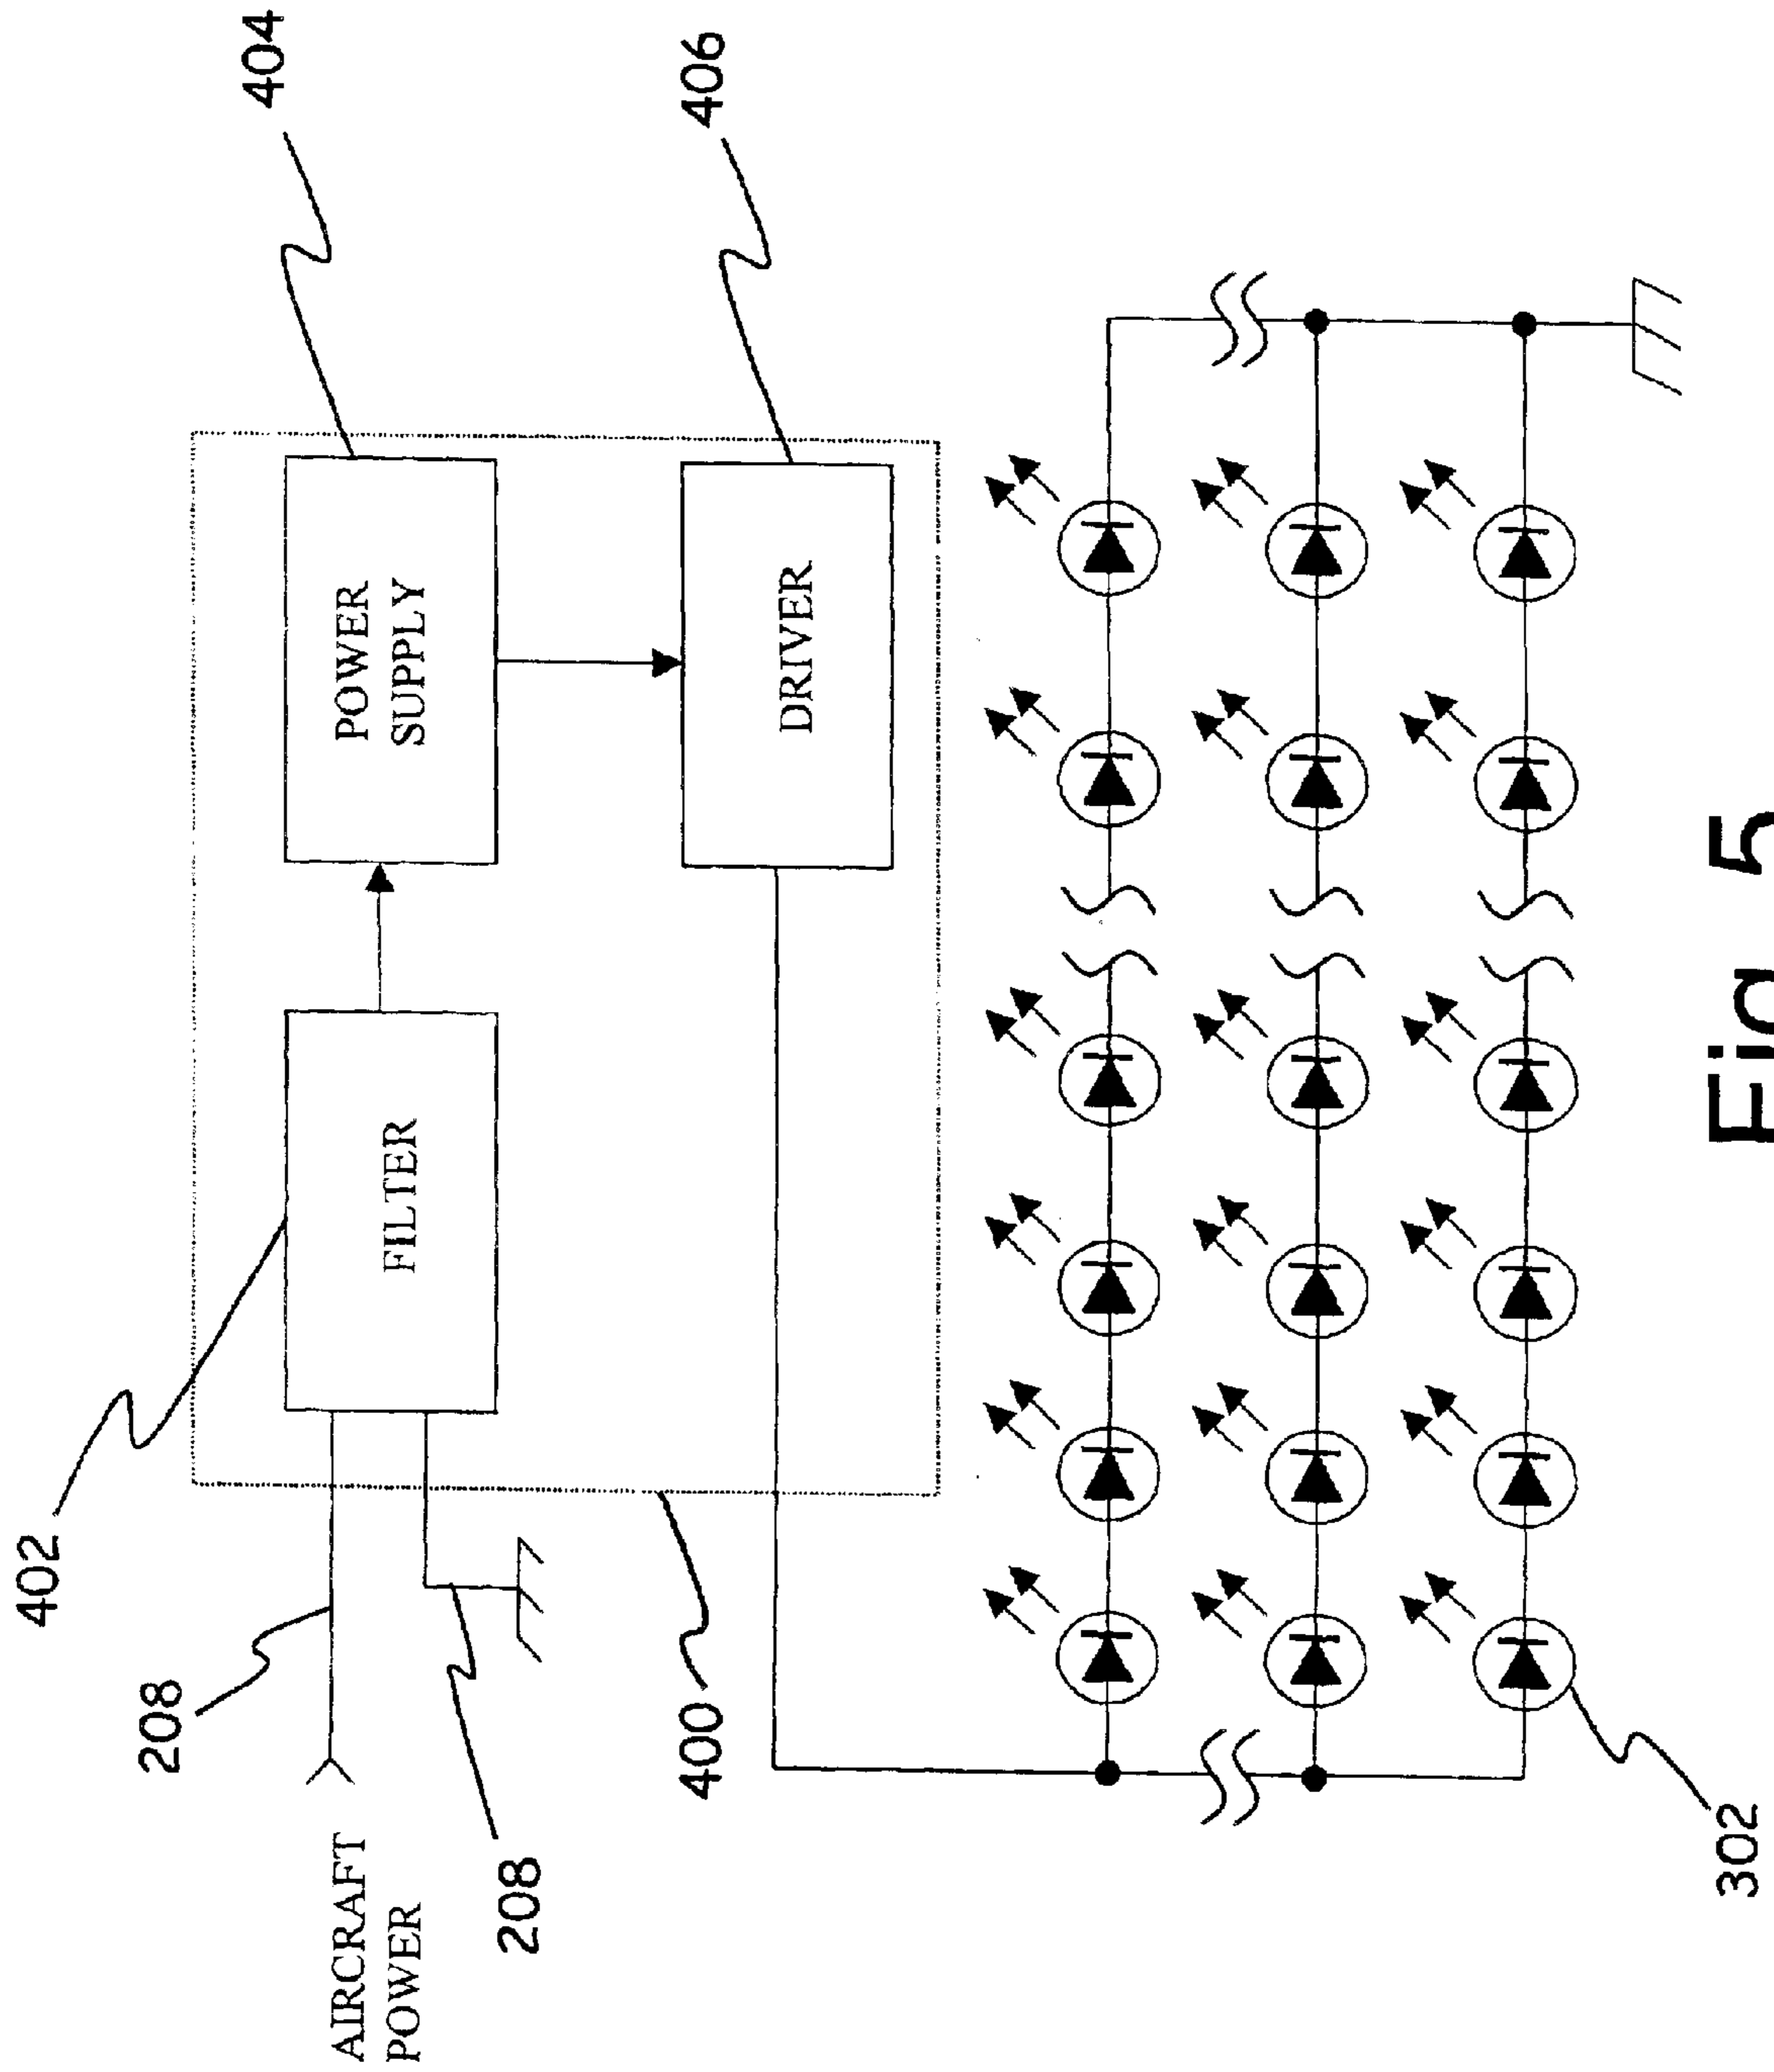 404
406
402
208
AIRCRAFT
POWER
208
FILTER
POWER
SUPPLY
DRIVER
400
302
Fig. 5